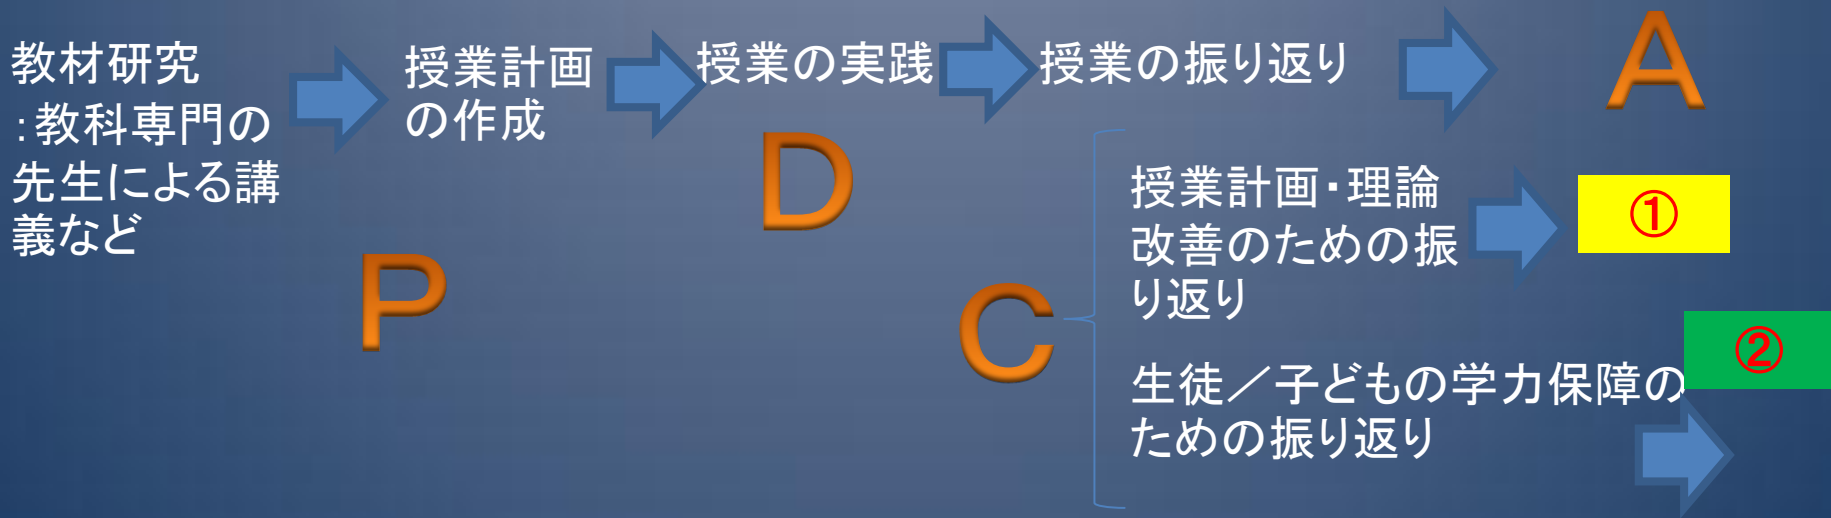 教材研究
:教科専門の
先生による講
義など
P
授業計画
の作成
授業の実践
D
授業の振り返り
C
授業計画・理論
改善のための振
り返り
①
生徒／子どもの学力保障の
ための振り返り
②
A